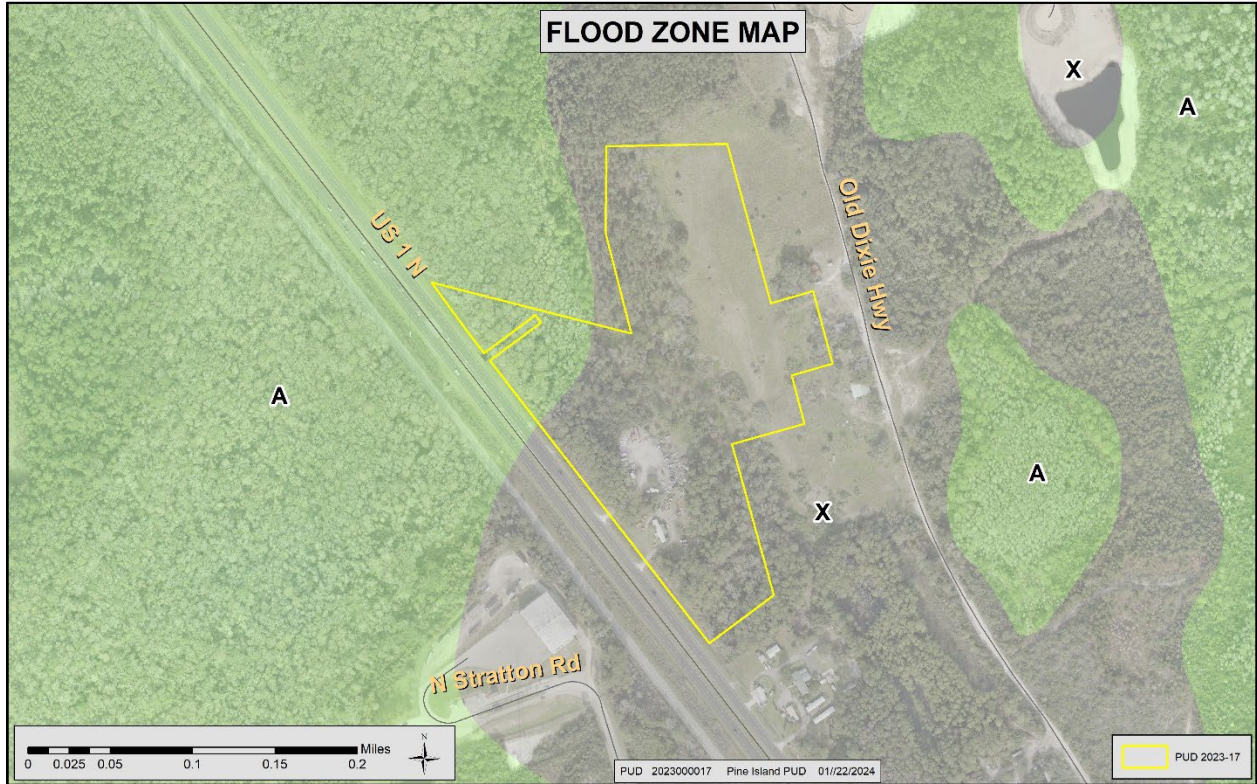 FLOOD ZONE MAP
X
A
US 1 N
Old Dixie Hwy
A
A
X
N Stratton Rd
Miles
N
0 0.025 0.05 0.1 0.15 0.2
PUD 2023000017 Pine Island PUD 01//22/2024
PUD 2023-17